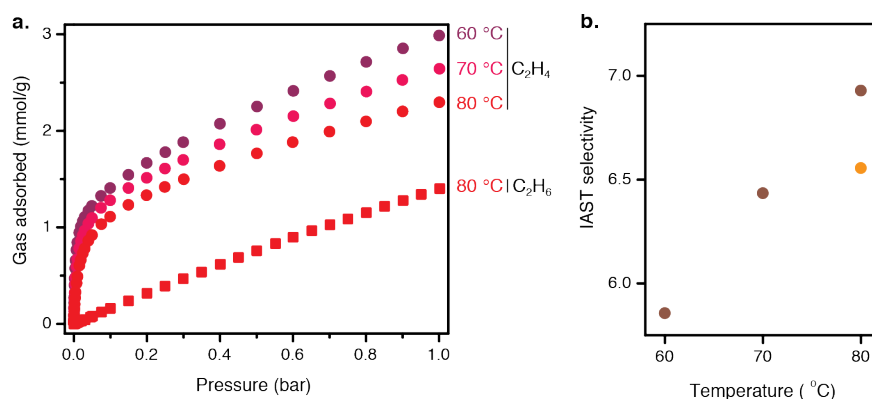 a.
Gas adsorbed (mmol/g)
3
2
1
0
0.0 0.2 0.4 0.6 0.8 1.0
Pressure (bar)
60 °C
70 °C C₂H₄
80 °C
80 °C C₂H₆
b.
IAST selectivity
7.0
6.5
6.0
60 70 80
Temperature ( °C)